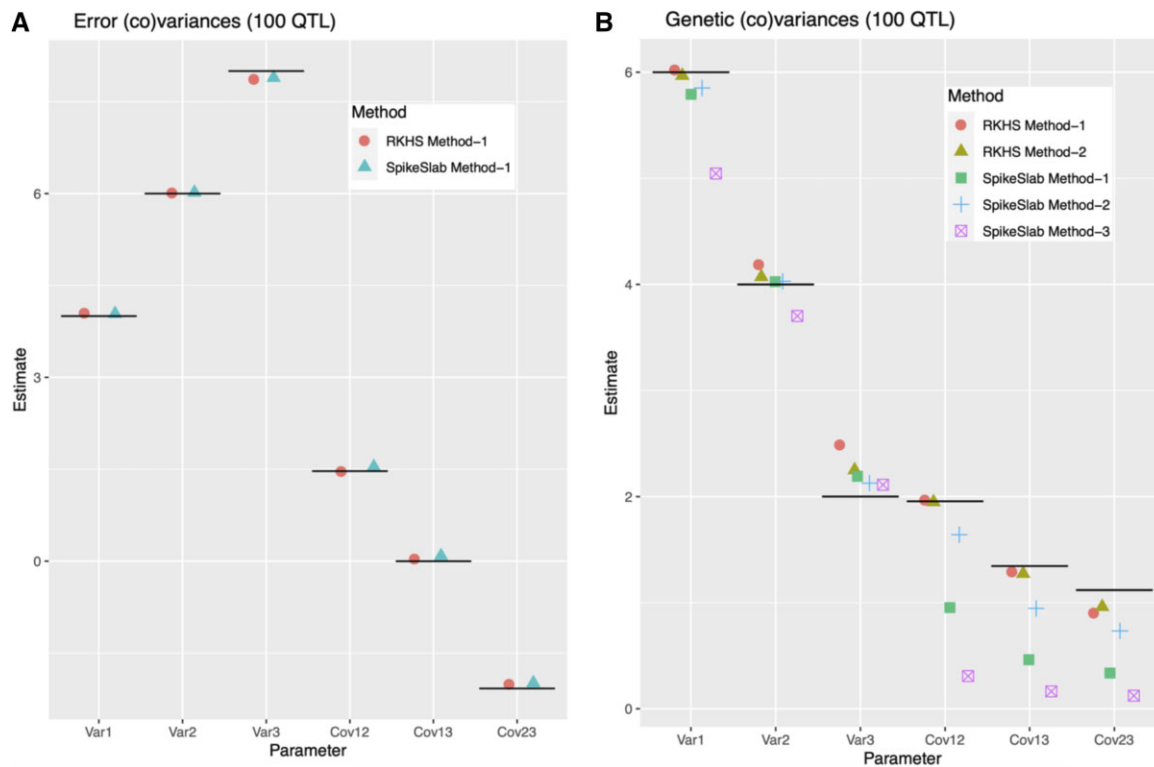 A
Error (co)variances (100 QTL)
Estimate
6
3
0
Method
RKHS Method-1
SpikeSlab Method-1
Var1 Var2 Var3 Cov12 Cov13 Cov23
Parameter
B
Genetic (co)variances (100 QTL)
Estimate
6
4
2
0
Method
RKHS Method-1
RKHS Method-2
SpikeSlab Method-1
SpikeSlab Method-2
SpikeSlab Method-3
Var1 Var2 Var3 Cov12 Cov13 Cov23
Parameter